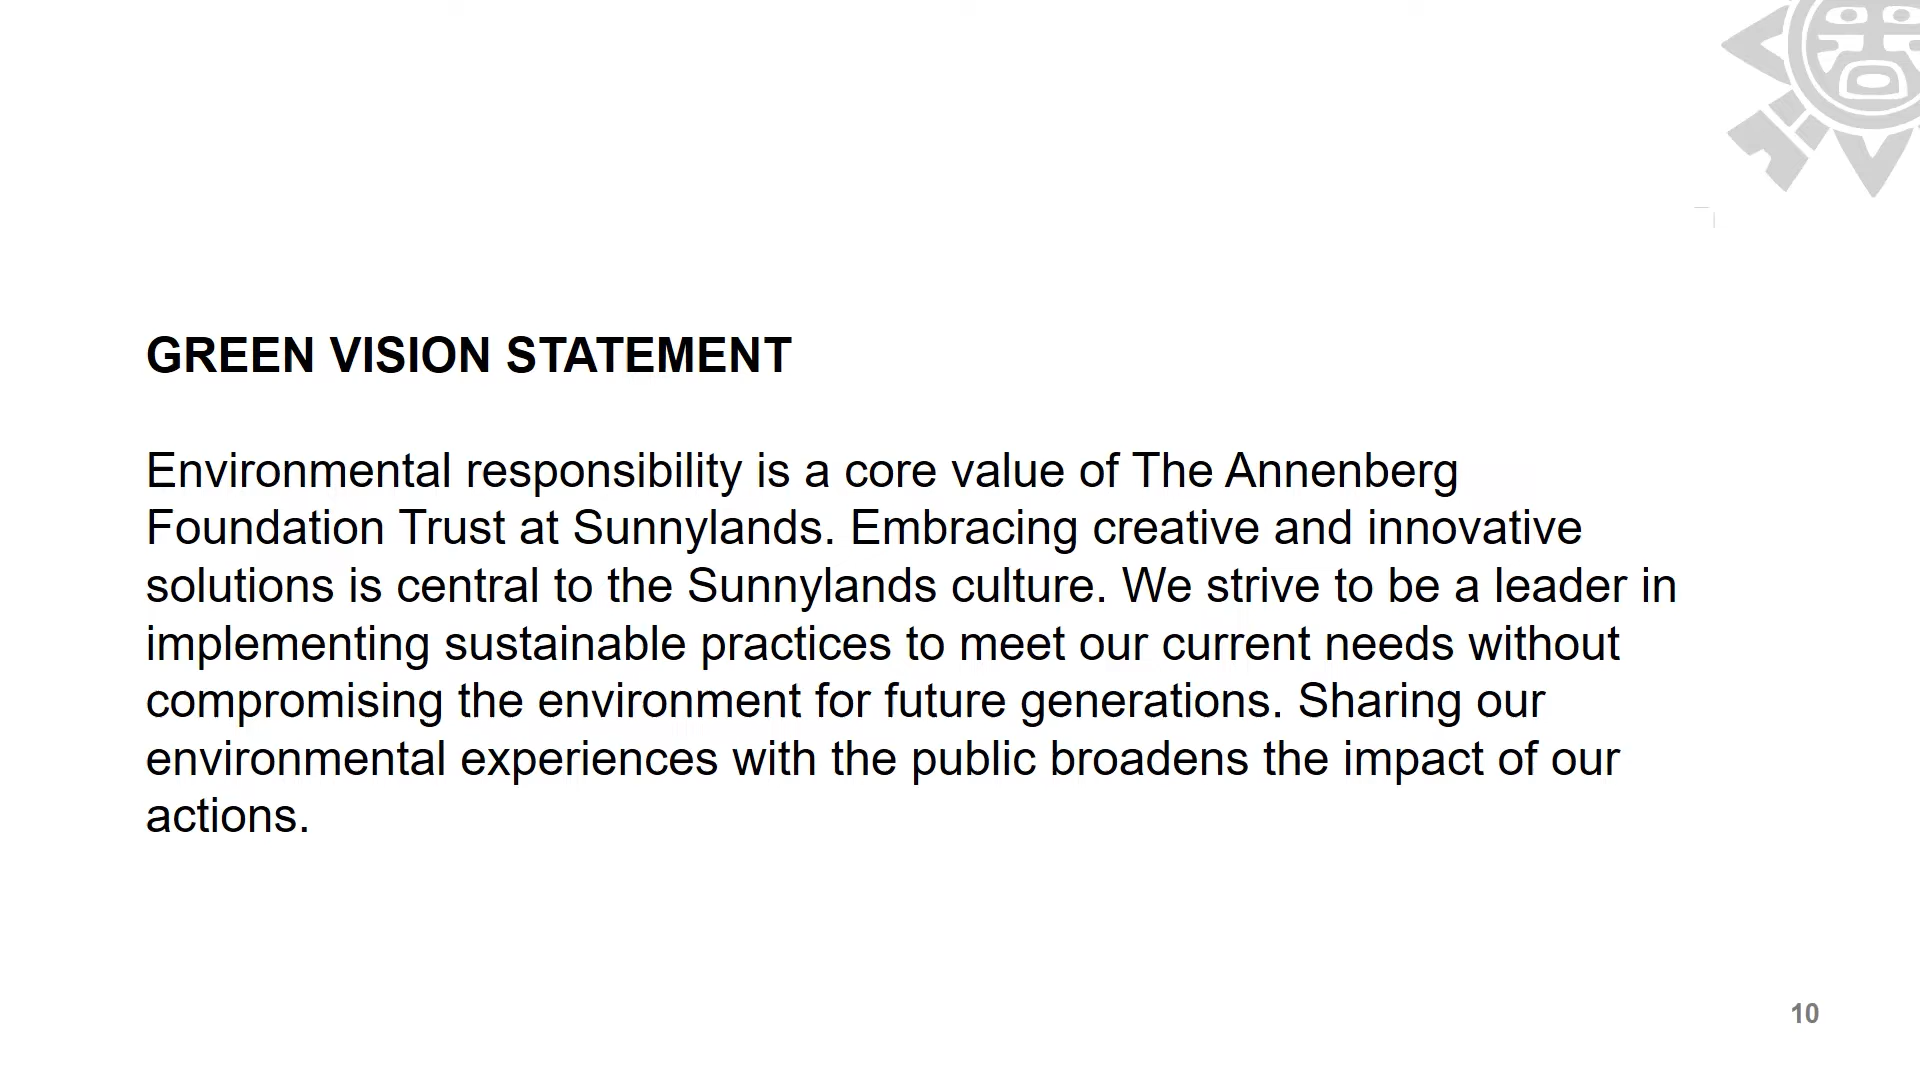 GREEN VISION STATEMENT
Environmental responsibility is a core value of The Annenberg
Foundation Trust at Sunnylands. Embracing creative and innovative
solutions is central to the Sunnylands culture. We strive to be a leader in
implementing sustainable practices to meet our current needs without
compromising the environment for future generations. Sharing our
environmental experiences with the public broadens the impact of our
actions.
10